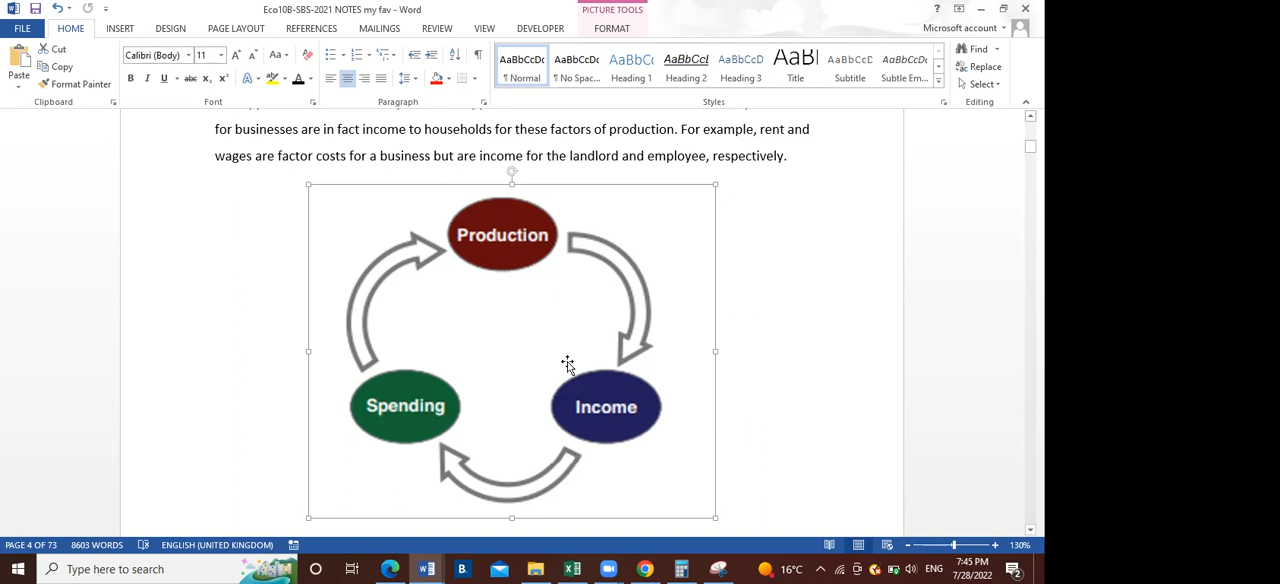 Eco10B-SBS-2021 NOTES my fav - Word
PICTURE TOOLS
FILE HOME INSERT DESIGN PAGE LAYOUT REFERENCES MAILINGS REVIEW VIEW DEVELOPER FORMAT Microsoft account
Paste
Cut
Copy
Format Painter
Clipboard
Calibri (Body) 11
Font
Paragraph
AaBbCcDc AaBbCcDc AaBbCc AaBbCcI AaBbCcD AaBl AaBbCcC AaBbCcDc
¶ Normal ¶ No Spac... Heading 1 Heading 2 Heading 3 Title Subtitle Subtle Em...
Styles
Find
Replace
Select
Editing
for businesses are in fact income to households for these factors of production. For example, rent and
wages are factor costs for a business but are income for the landlord and employee, respectively.
Production
Spending
Income
PAGE 4 OF 73 8603 WORDS ENGLISH (UNITED KINGDOM) 130%
Type here to search
16°C ENG
7:45 PM
7/28/2022